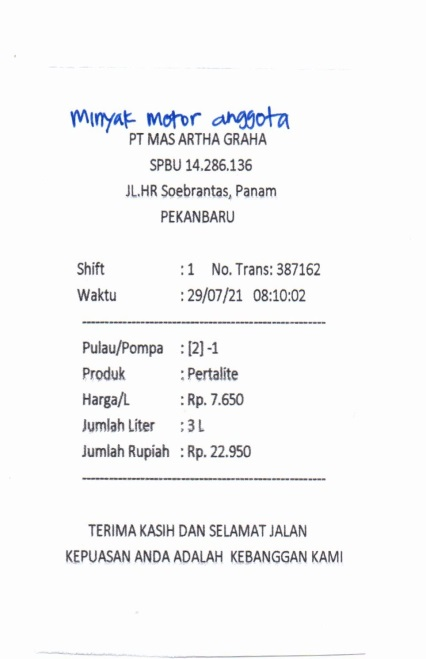 Minyak motor anggota
PT MAS ARTHA GRAHA
SPBU 14.286.136
JL.HR Soebrantas, Panam
PEKANBARU
Shift : 1 No. Trans: 387162
Waktu : 29/07/21 08:10:02
Pulau/Pompa : [2] -1
Produk : Pertalite
Harga/L : Rp. 7.650
Jumlah Liter : 3 L
Jumlah Rupiah : Rp. 22.950
TERIMA KASIH DAN SELAMAT JALAN
KEPUASAN ANDA ADALAH KEBANGGAN KAMI